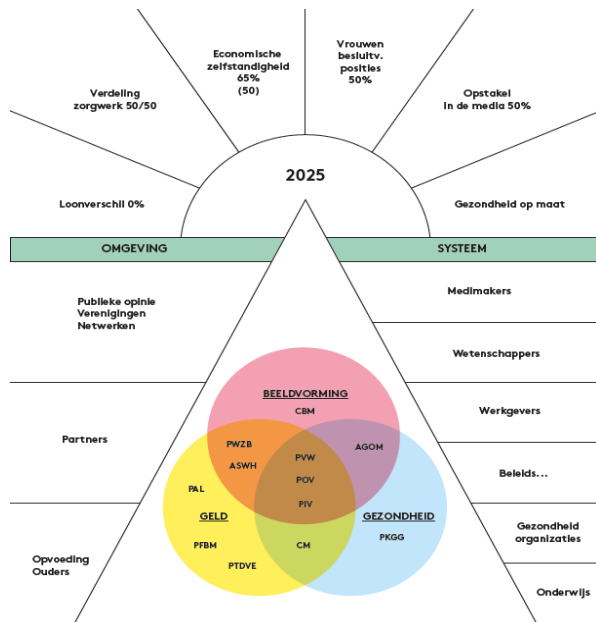 Economische
zelfstandigheid
65%
(50)
Vrouwen
besluitv.
posities
50%
Verdeling
zorgwerk 50/50
Opstakel
in de media 50%
2025
Loonverschil 0%
Gezondheid op maat
OMGEVING
SYSTEEM
Publieke opinie
Verenigingen
Netwerken
Medimakers
Wetenschappers
Partners
Werkgevers
Beleids...
Opvoeding
Ouders
Gezondheid
organizaties
Onderwijs
BEELDVORMING
CBM
PWZB
ASWH
PVW
POV
PIV
AGOM
PAL
GELD
PFBM
PTDVE
CM
GEZONDHEID
PKGG